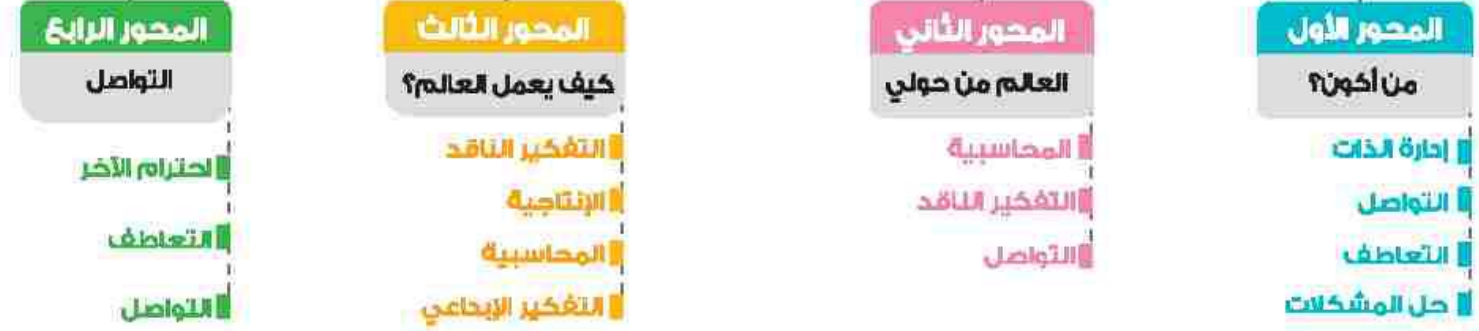 المحور الأول
من أكون؟
إدارة الذات
التواصل
التعاطف
حل المشكلات
المحور الثاني
العالم من حولي
المحاسبية
التفكير الناقد
التواصل
المحور الثالث
كيف يعمل العالم؟
التفكير الناقد
الإنتاجية
المحاسبية
التفكير الإبداعي
المحور الرابع
التواصل
احترام الآخر
التعاطف
التواصل